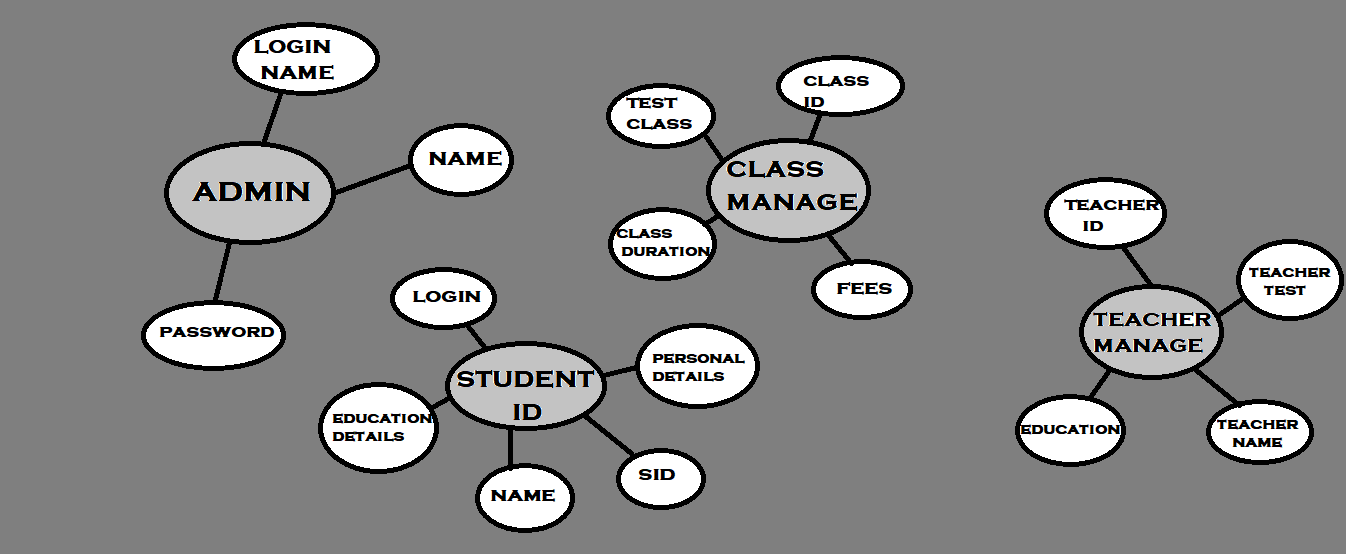 LOGIN
NAME
NAME
ADMIN
PASSWORD
TEST
CLASS
CLASS
ID
CLASS
MANAGE
CLASS
DURATION
FEES
LOGIN
STUDENT
ID
PERSONAL
DETAILS
EDUCATION
DETAILS
NAME
SID
TEACHER
ID
TEACHER
TEST
TEACHER
MANAGE
EDUCATION
TEACHER
NAME